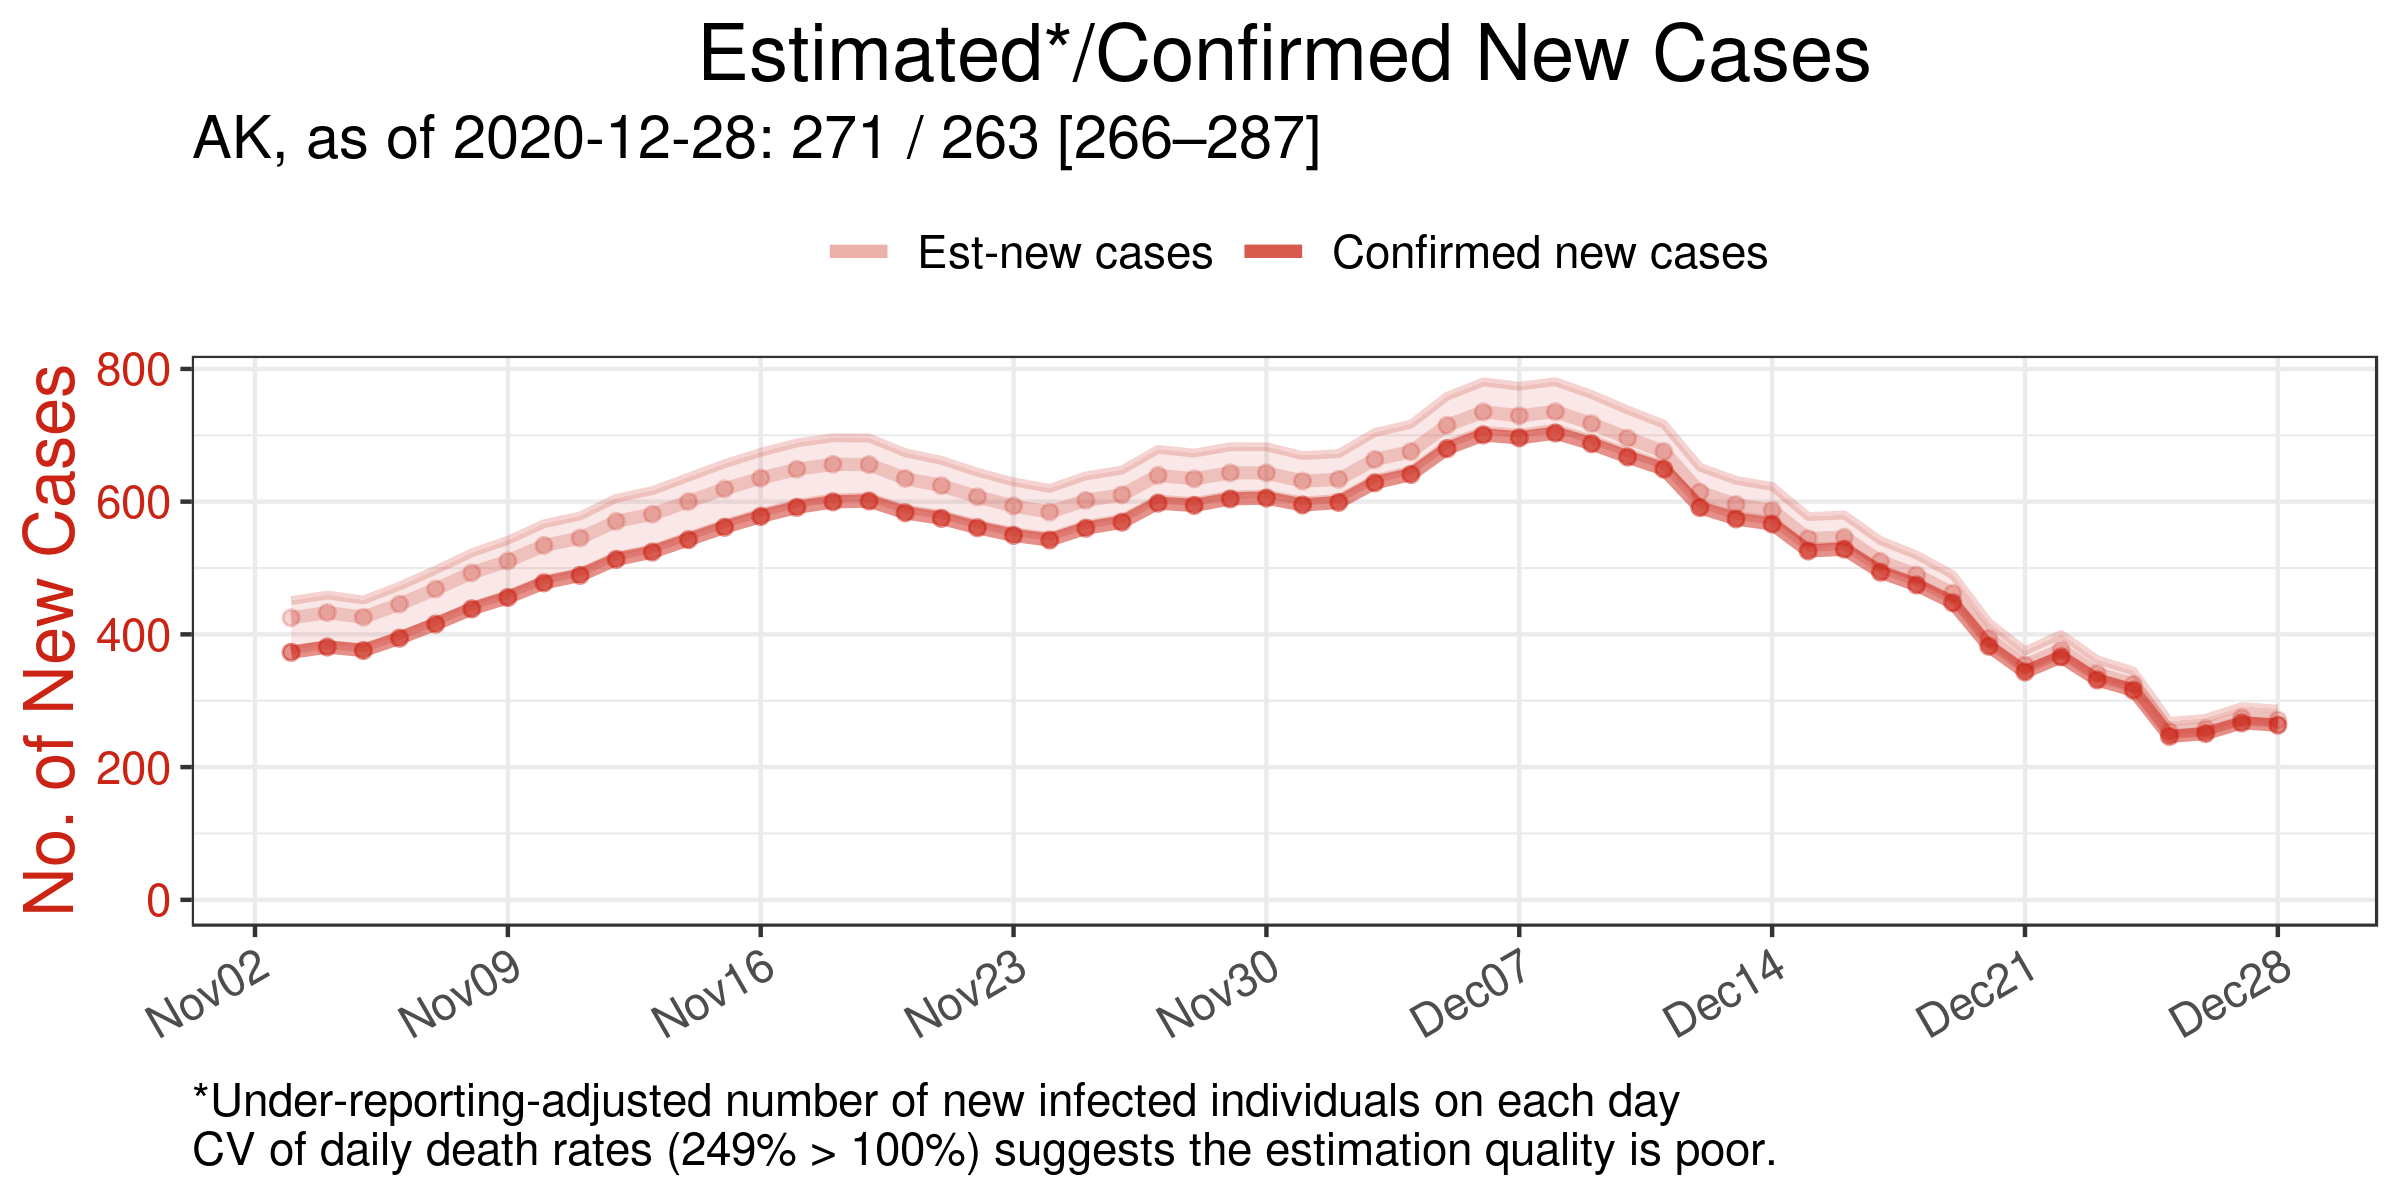 Estimated*/Confirmed New Cases
AK, as of 2020-12-28: 271 / 263 [266–287]
Est-new cases Confirmed new cases
No. of New Cases
800
600
400
200
0
Nov02 Nov09 Nov16 Nov23 Nov30 Dec07 Dec14 Dec21 Dec28
*Under-reporting-adjusted number of new infected individuals on each day
CV of daily death rates (249% > 100%) suggests the estimation quality is poor.